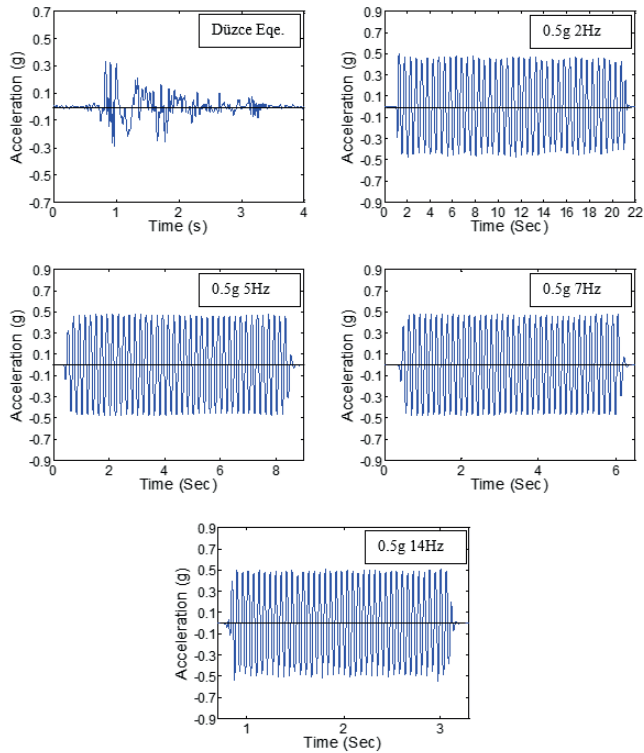 Düzce Eqe.
Acceleration (g)
0.7
0.5
0.3
0.1
-0.1
-0.3
-0.5
-0.7
0 1 2 3 4
Time (s)
0.5g 2Hz
Acceleration (g)
0.9
0.7
0.5
0.3
0.1
-0.1
-0.3
-0.5
-0.7
-0.9
0 2 4 6 8 10 12 14 16 18 20 22
Time (Sec)
0.5g 5Hz
Acceleration (g)
0.9
0.7
0.5
0.3
0.1
-0.1
-0.3
-0.5
-0.7
-0.9
0 2 4 6 8
Time (Sec)
0.5g 7Hz
Acceleration (g)
0.9
0.7
0.5
0.3
0.1
-0.1
-0.3
-0.5
-0.7
-0.9
0 2 4 6
Time (Sec)
0.5g 14Hz
Acceleration (g)
0.9
0.7
0.5
0.3
0.1
-0.1
-0.3
-0.5
-0.7
-0.9
1 2 3
Time (Sec)